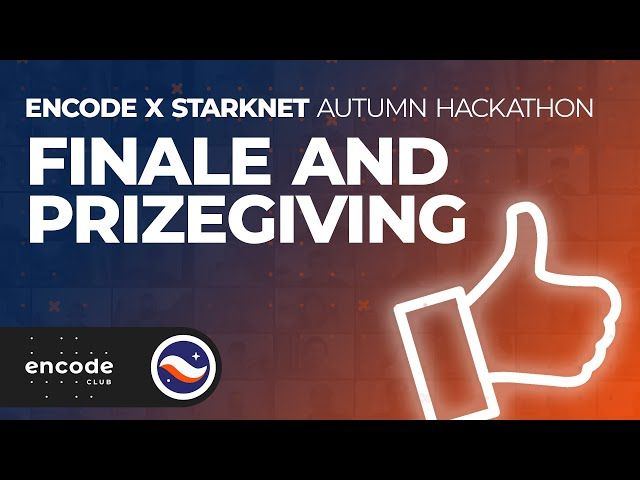 ENCODE X STARKNET AUTUMN HACKATHON
FINALE AND
PRIZEGIVING
encode
CLUB